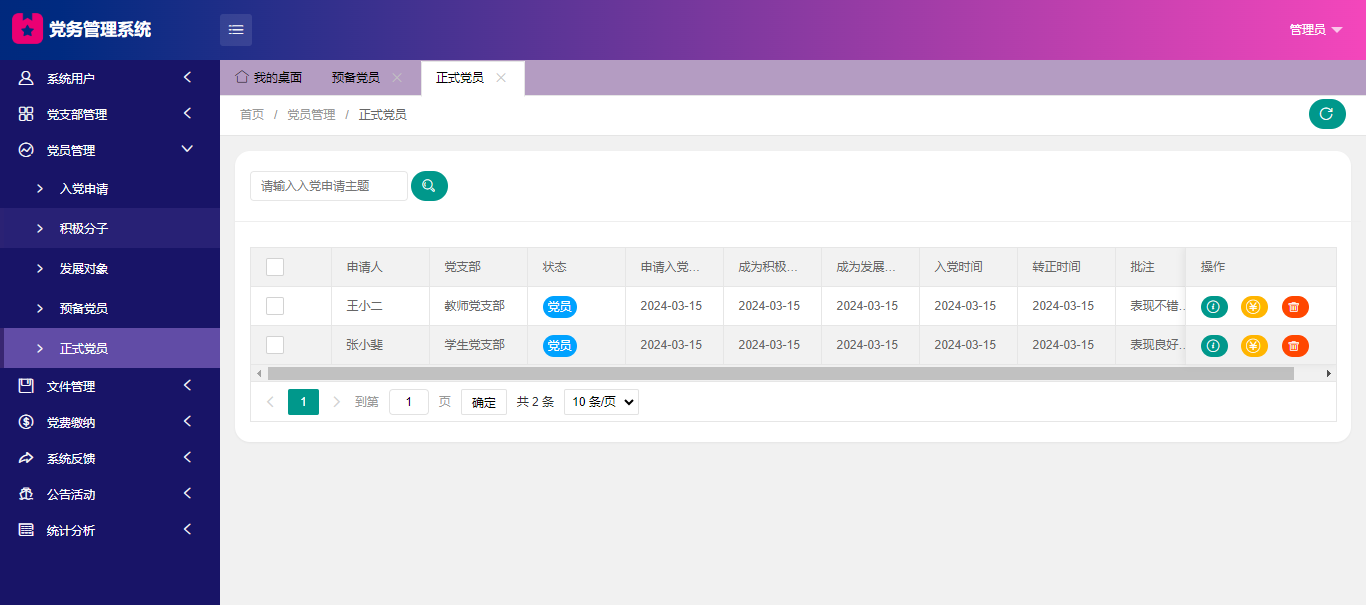 党务管理系统
管理员
系统用户
党支部管理
党员管理
入党申请
积极分子
发展对象
预备党员
正式党员
文件管理
党费缴纳
系统反馈
公告活动
统计分析
我的桌面 预备党员 正式党员
首页 / 党员管理 / 正式党员
请输入入党申请主题
申请人 党支部 状态 申请入党... 成为积极... 成为发展... 入党时间 转正时间 批注 操作
王小二 教师党支部 党员 2024-03-15 2024-03-15 2024-03-15 2024-03-15 2024-03-15 表现不错..
张小斐 学生党支部 党员 2024-03-15 2024-03-15 2024-03-15 2024-03-15 2024-03-15 表现良好..
1 到第 1 页 确定 共 2 条 10 条/页